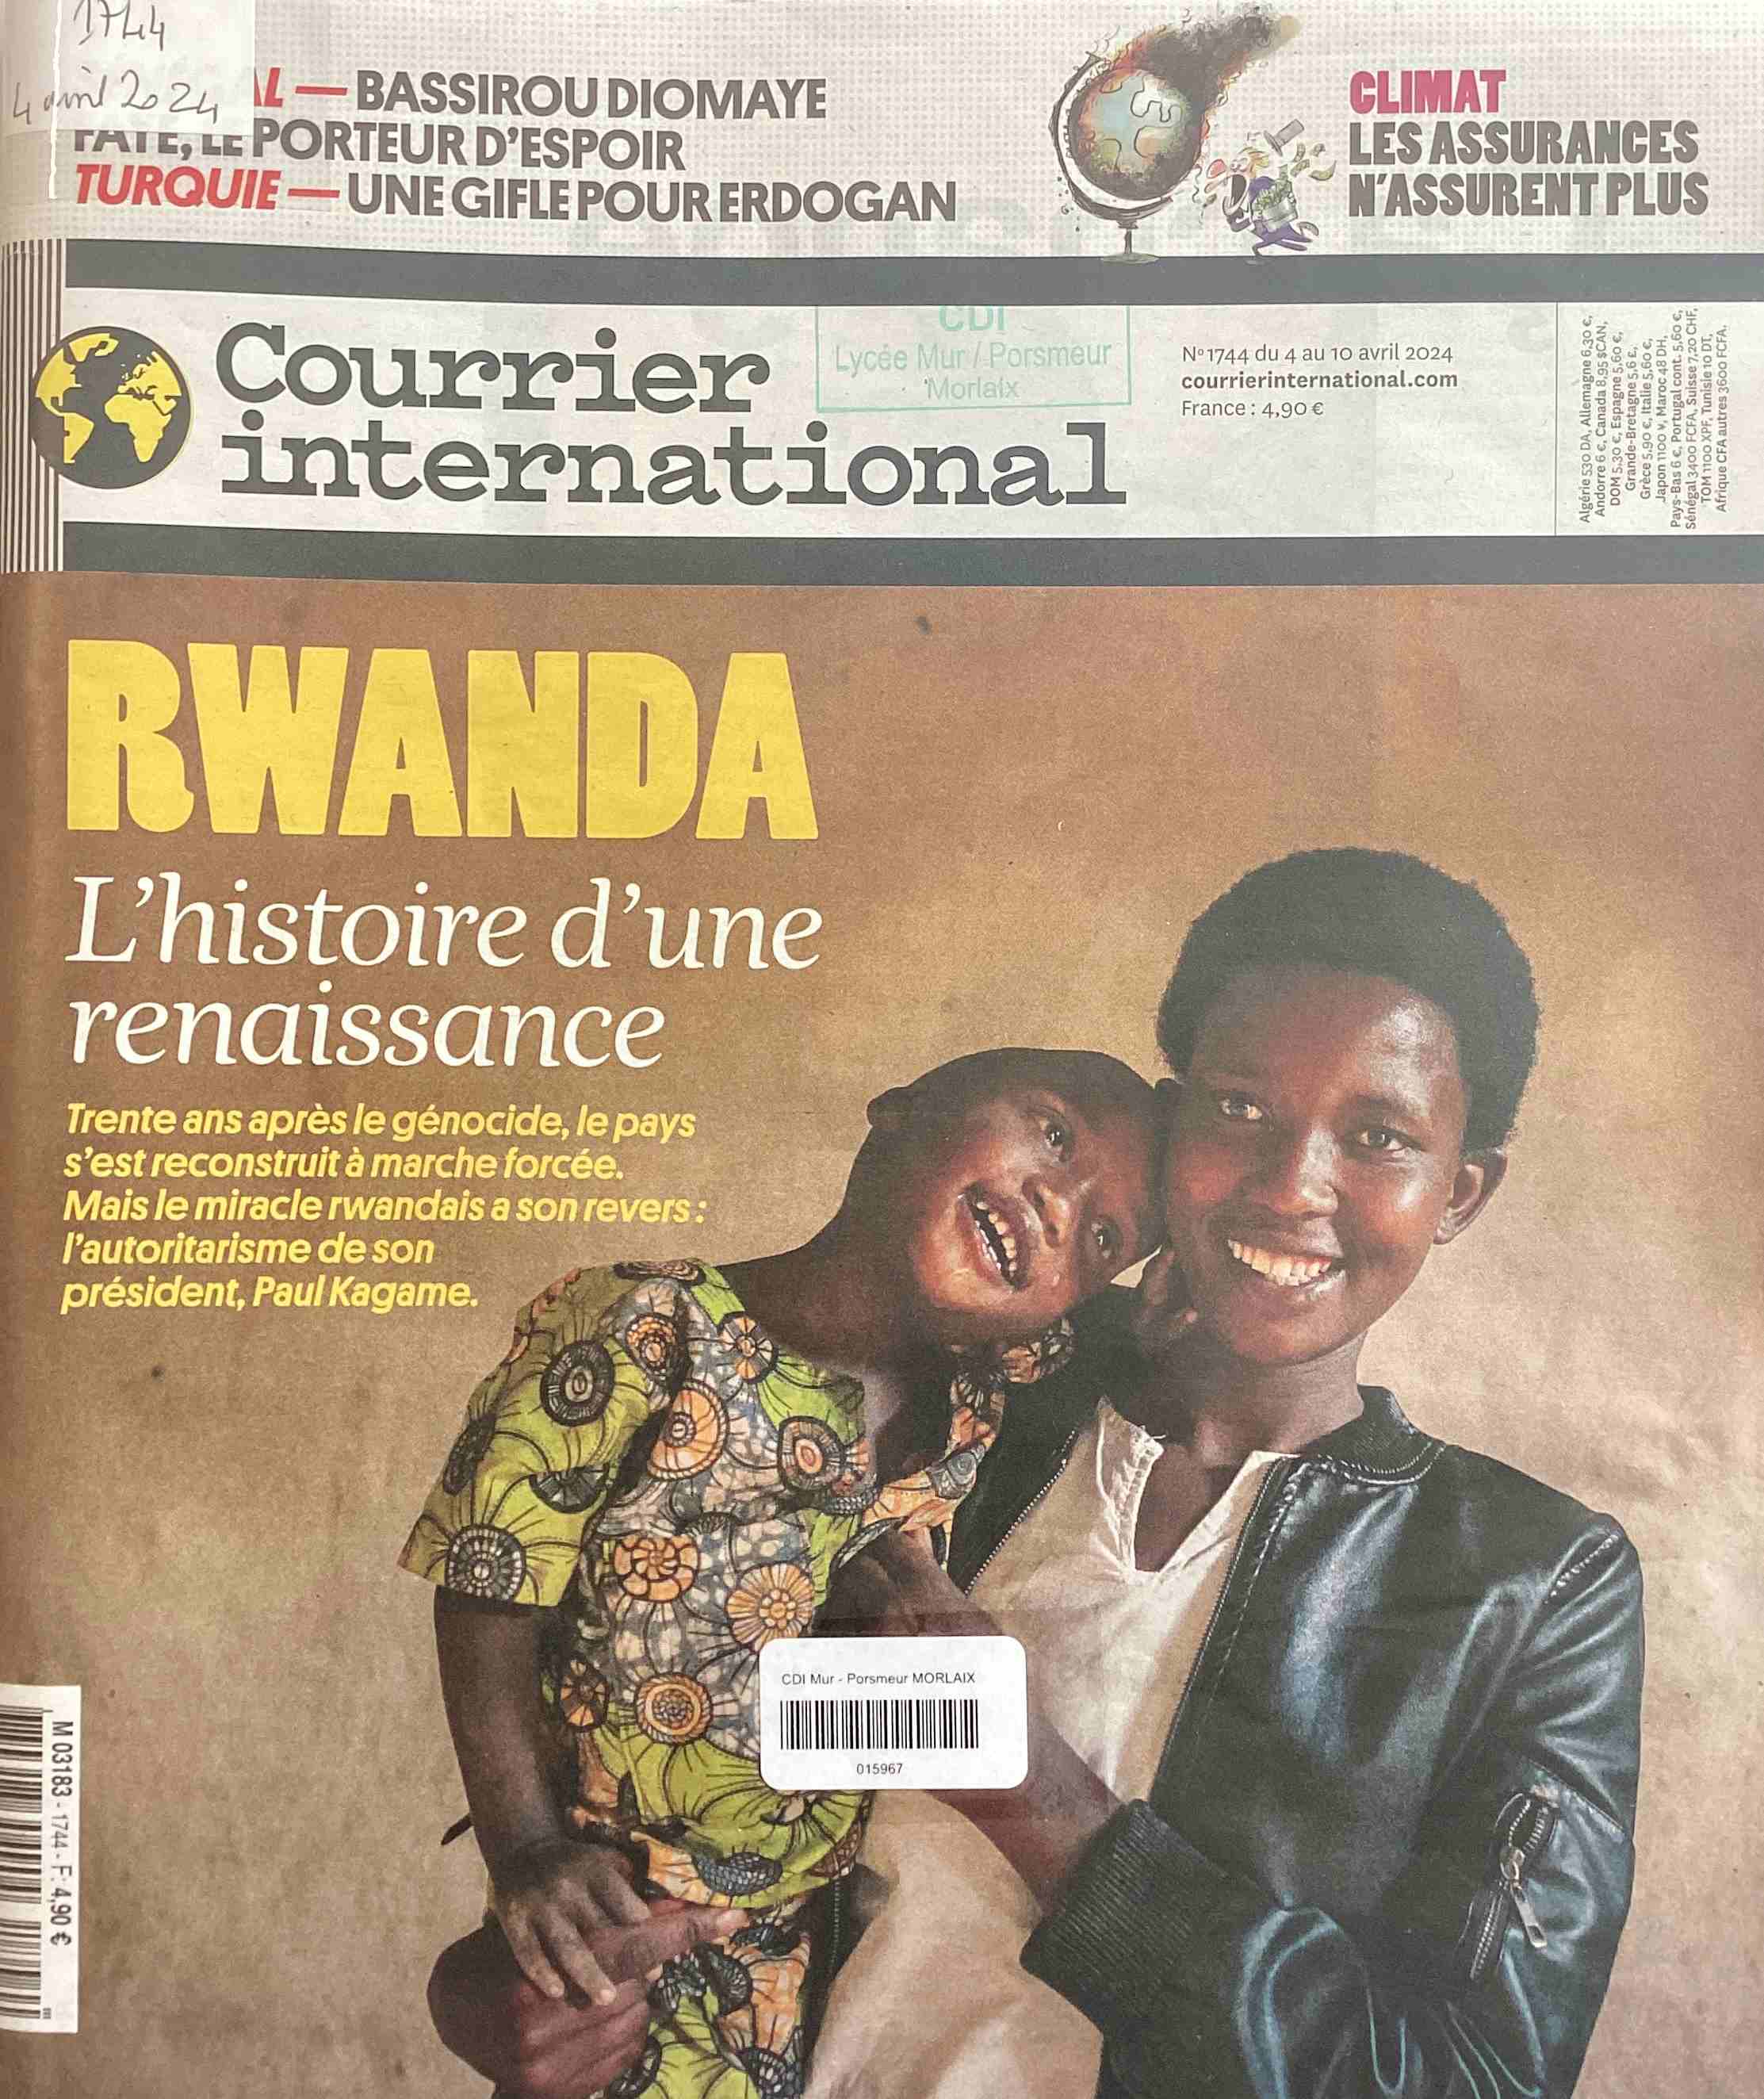 1744
4 avril 2024
AL — BASSIROU DIOMAYE
FAYE, LE PORTEUR D'ESPOIR
TURQUIE — UNE GIFLE POUR ERDOGAN
CLIMAT
LES ASSURANCES
N'ASSURENT PLUS
Courrier
international
CDI
Lycée Mur / Porsmeur
Morlaix
N° 1744 du 4 au 10 avril 2024
courrierinternational.com
France : 4,90 €
Algérie 530 DA, Allemagne 6,30 €,
Andorre 6 €, Canada 8,95 $CAN,
DOM 5,30 €, Espagne 5,60 €,
Grande-Bretagne 5,6 £,
Grèce 5,90 €, Italie 5,60 €,
Japon 1100 ¥, Maroc 48 DH,
Pays-Bas 6 €, Portugal cont. 5,60 €,
Sénégal 3400 FCFA, Suisse 7,20 CHF,
TOM 1100 XPF, Tunisie 10 DT,
Afrique CFA autres 3600 FCFA.
RWANDA
L'histoire d'une
renaissance
Trente ans après le génocide, le pays
s'est reconstruit à marche forcée.
Mais le miracle rwandais a son revers :
l'autoritarisme de son
président, Paul Kagame.
CDI Mur - Porsmeur MORLAIX
015967
M 03183 - 1744 - F: 4,90 €